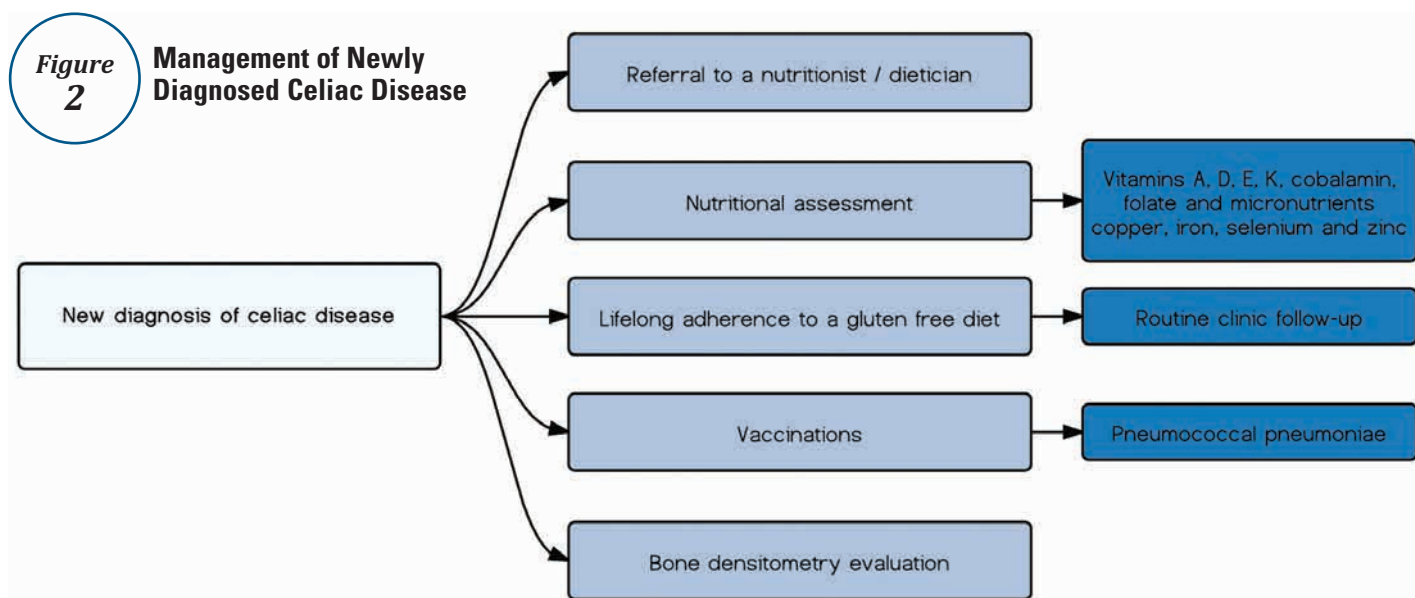 Figure
2
Management of Newly
Diagnosed Celiac Disease
New diagnosis of celiac disease
Referral to a nutritionist / dietician
Nutritional assessment
Vitamins A, D, E, K, cobalamin,
folate and micronutrients
copper, iron, selenium and zinc
Lifelong adherence to a gluten free diet
Routine clinic follow-up
Vaccinations
Pneumococcal pneumoniae
Bone densitometry evaluation